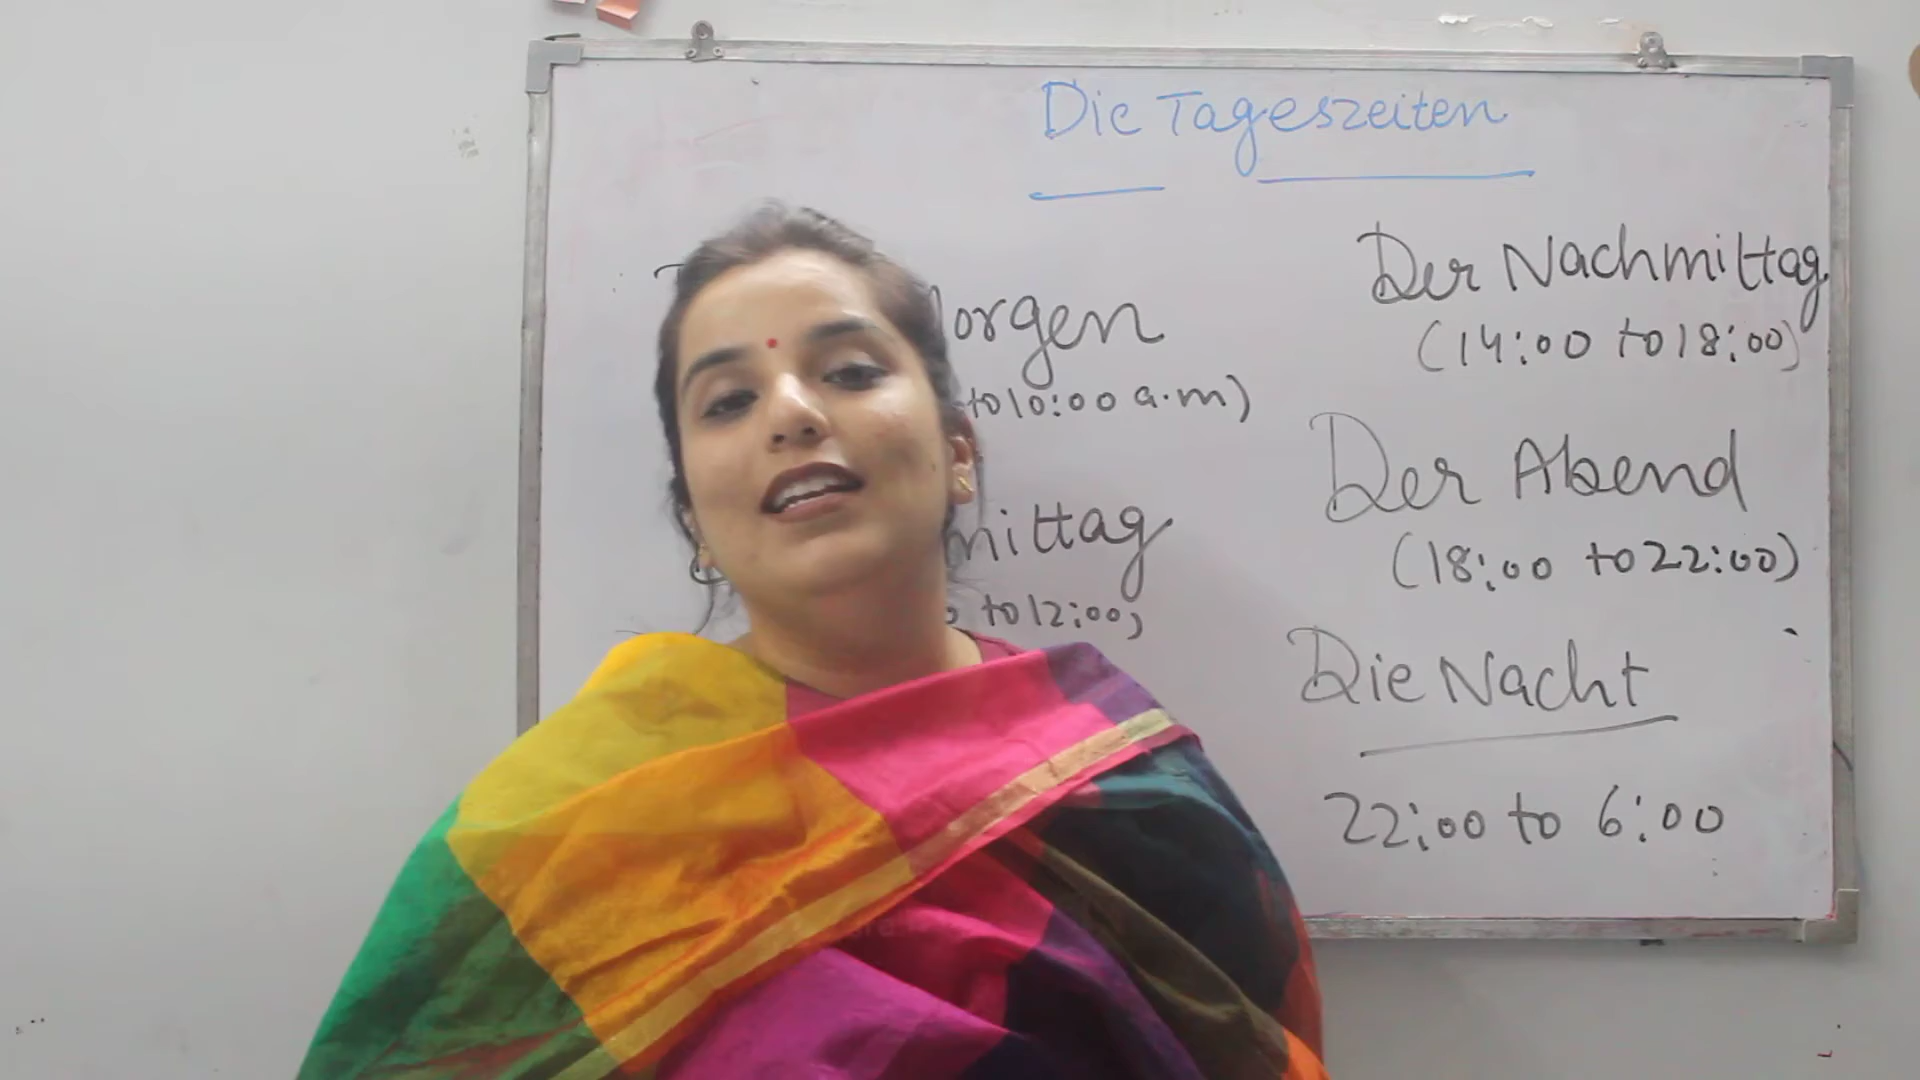 Die Tageszeiten
orgen
to 10:00 a.m)
mittag
to 12:00)
Der Nachmittag
(14:00 to 18:00)
Der Abend
(18:00 to 22:00)
Die Nacht
22:00 to 6:00